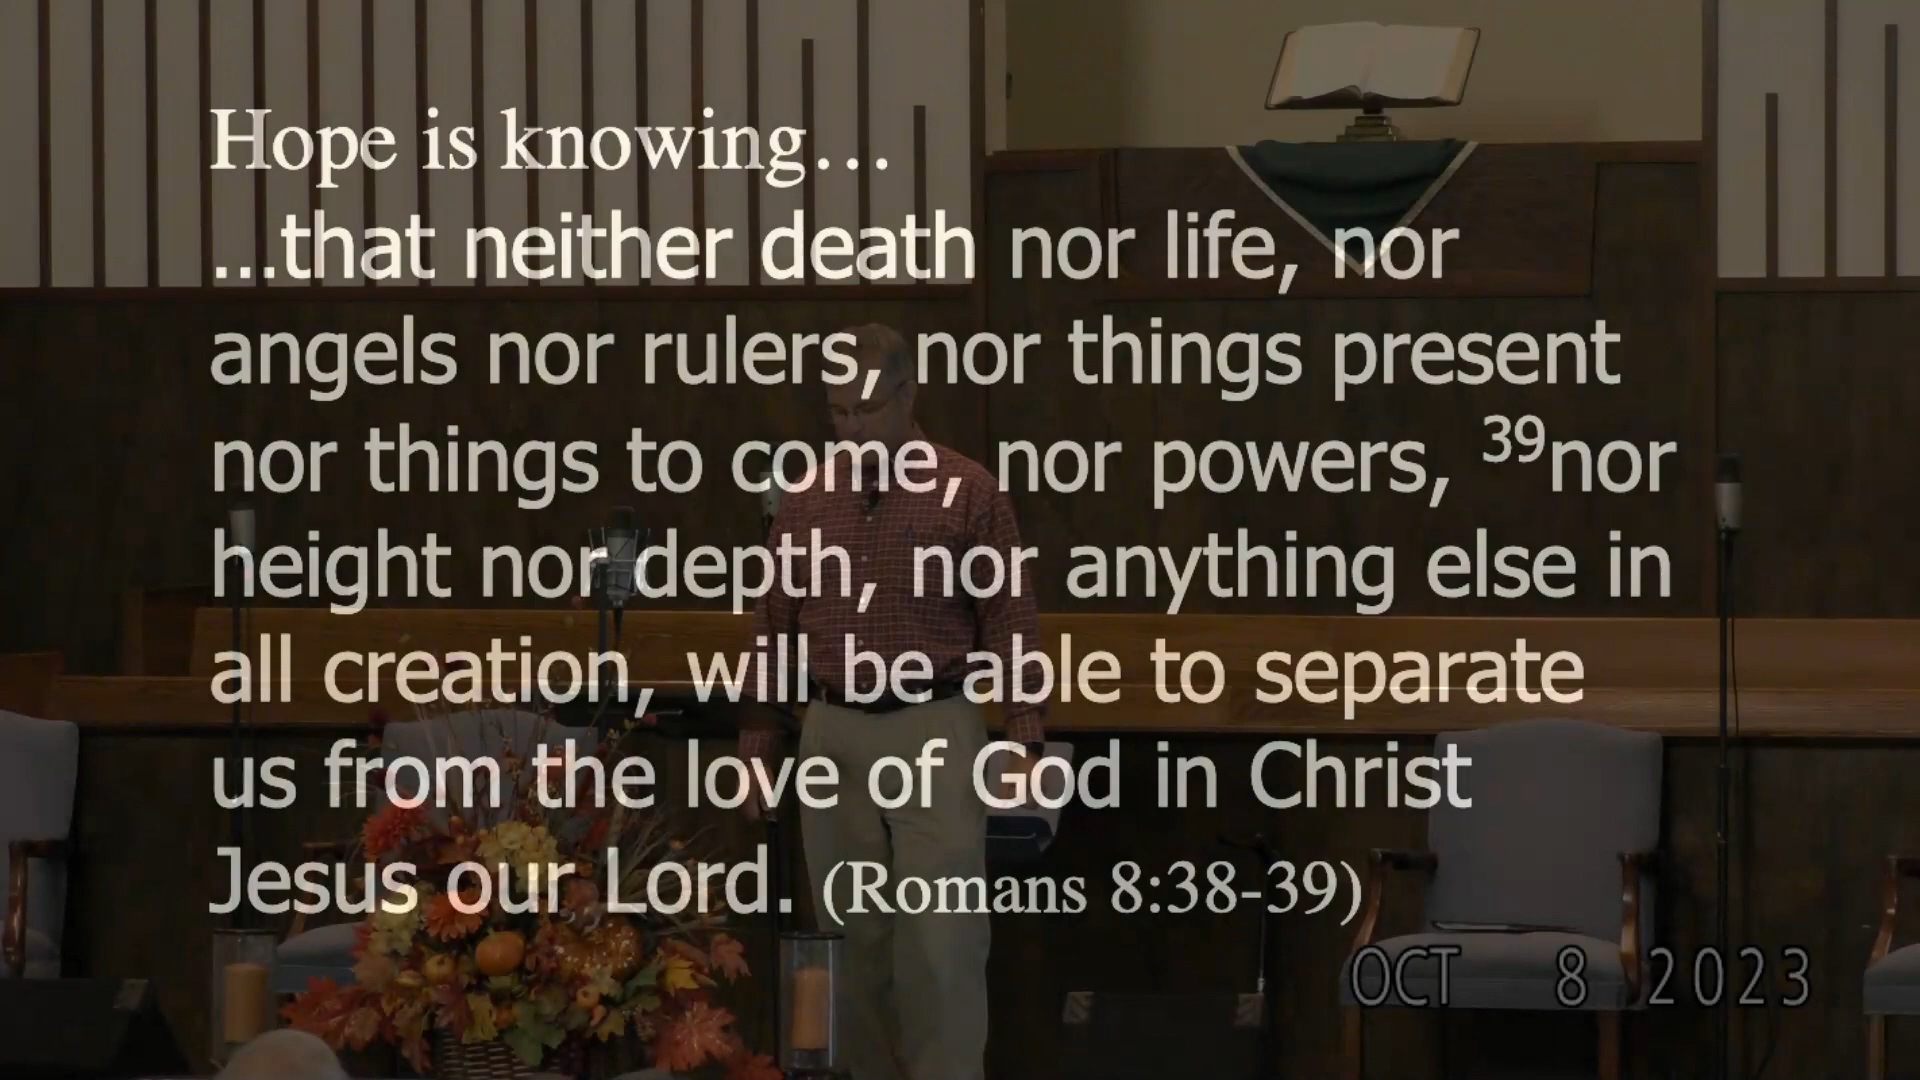 Hope is knowing…
...that neither death nor life, nor
angels nor rulers, nor things present
nor things to come, nor powers, 39nor
height nor depth, nor anything else in
all creation, will be able to separate
us from the love of God in Christ
Jesus our Lord. (Romans 8:38-39)
OCT 8 2023